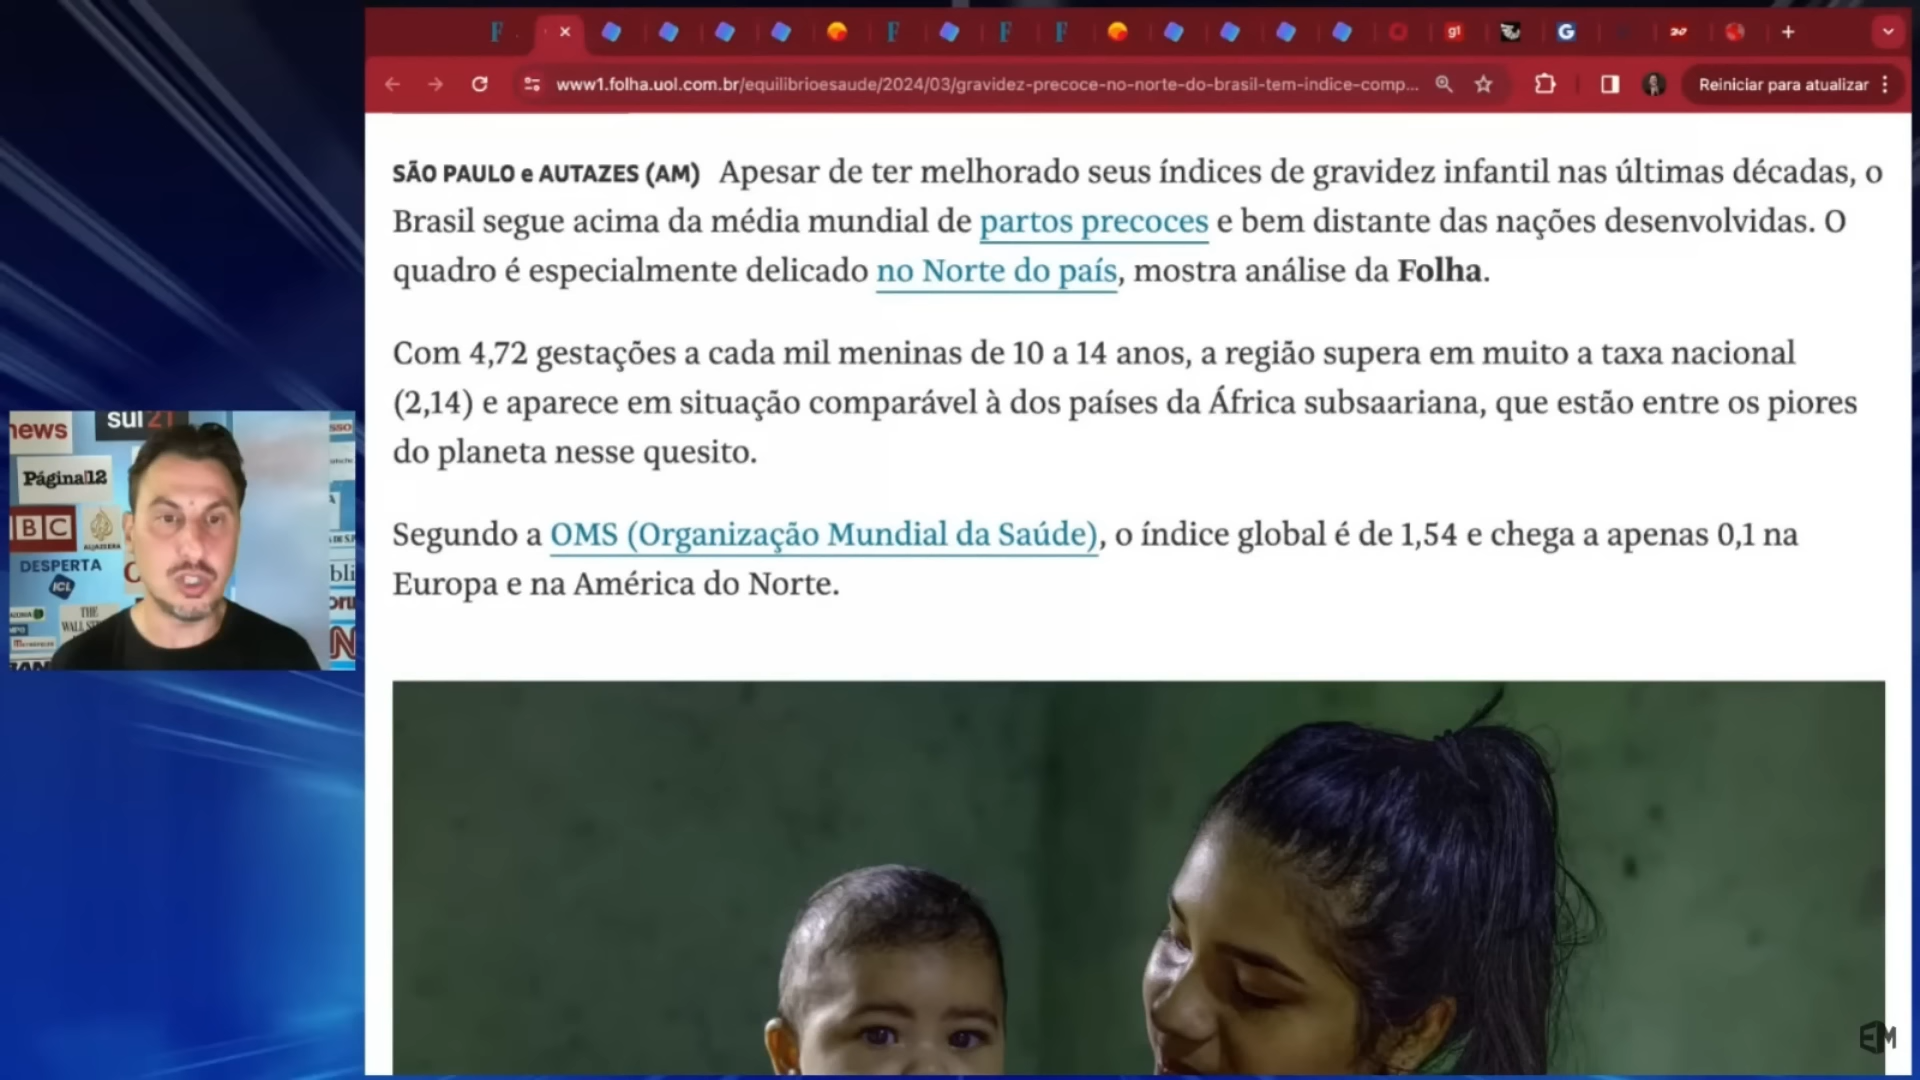 www1.folha.uol.com.br/equilibrioesaude/2024/03/gravidez-precoce-no-norte-do-brasil-tem-indice-comp...
Reiniciar para atualizar
SÃO PAULO e AUTAZES (AM) Apesar de ter melhorado seus índices de gravidez infantil nas últimas décadas, o
Brasil segue acima da média mundial de partos precoces e bem distante das nações desenvolvidas. O
quadro é especialmente delicado no Norte do país, mostra análise da Folha.
Com 4,72 gestações a cada mil meninas de 10 a 14 anos, a região supera em muito a taxa nacional
(2,14) e aparece em situação comparável à dos países da África subsaariana, que estão entre os piores
do planeta nesse quesito.
Segundo a OMS (Organização Mundial da Saúde), o índice global é de 1,54 e chega a apenas 0,1 na
Europa e na América do Norte.
news
sul21
Página12
BBC
ALJAZEERA
DESPERTA
ICL
THE
WALL
EM